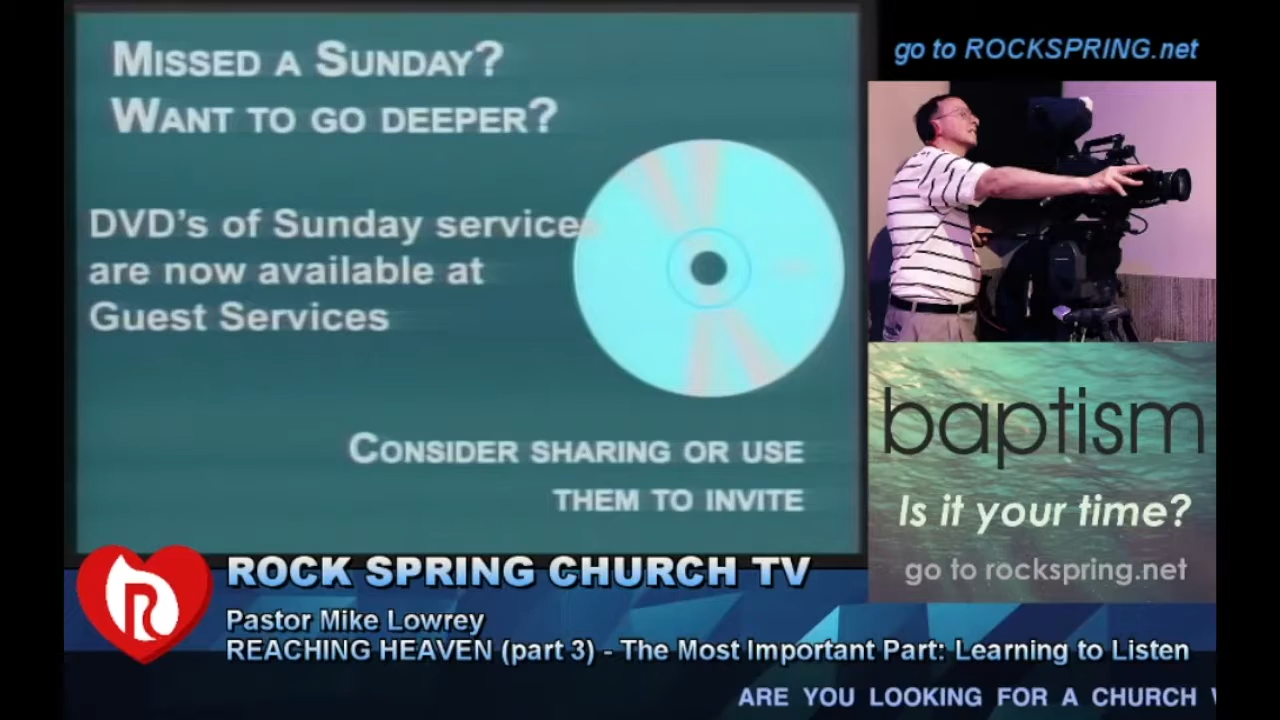 MISSED A SUNDAY?
WANT TO GO DEEPER?
DVD's of Sunday services
are now available at
Guest Services
CONSIDER SHARING OR USE
THEM TO INVITE
go to ROCKSPRING.net
baptism
Is it your time?
go to rockspring.net
R
ROCK SPRING CHURCH TV
Pastor Mike Lowrey
REACHING HEAVEN (part 3) - The Most Important Part: Learning to Listen
ARE YOU LOOKING FOR A CHURCH